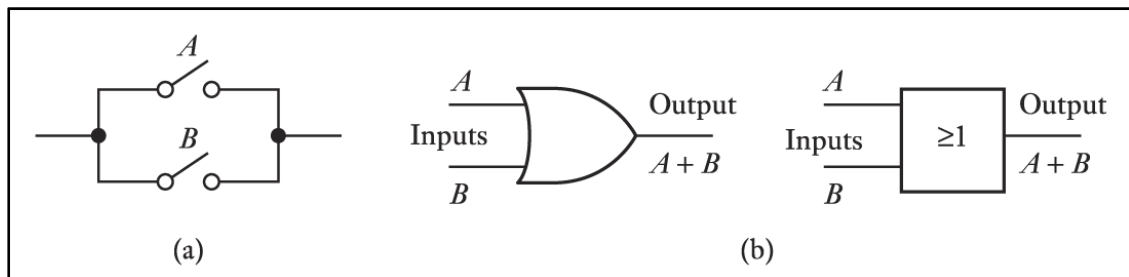 A
B
(a)
A
Inputs
B
Output
A + B
A
Inputs
B
≥1
Output
A + B
(b)